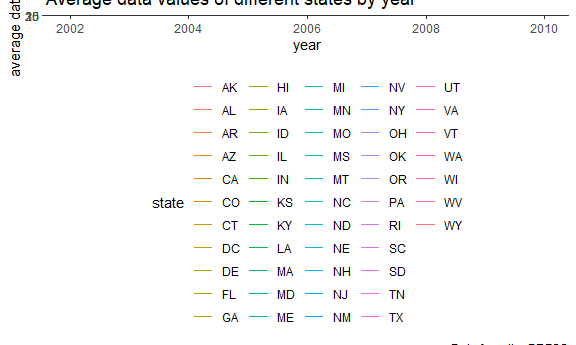 Average data values of different states by year
average dat
2002 2004 2006 2008 2010
year
state
AK HI MI NV UT
AL IA MN NY VA
AR ID MO OH VT
AZ IL MS OK WA
CA IN MT OR WI
CO KS NC PA WV
CT KY ND RI WY
DC LA NE SC
DE MA NH SD
FL MD NJ TN
GA ME NM TX